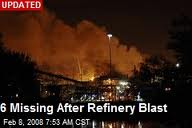 UPDATED
6 Missing After Refinery Blast
Feb 8, 2008 7:53 AM CST